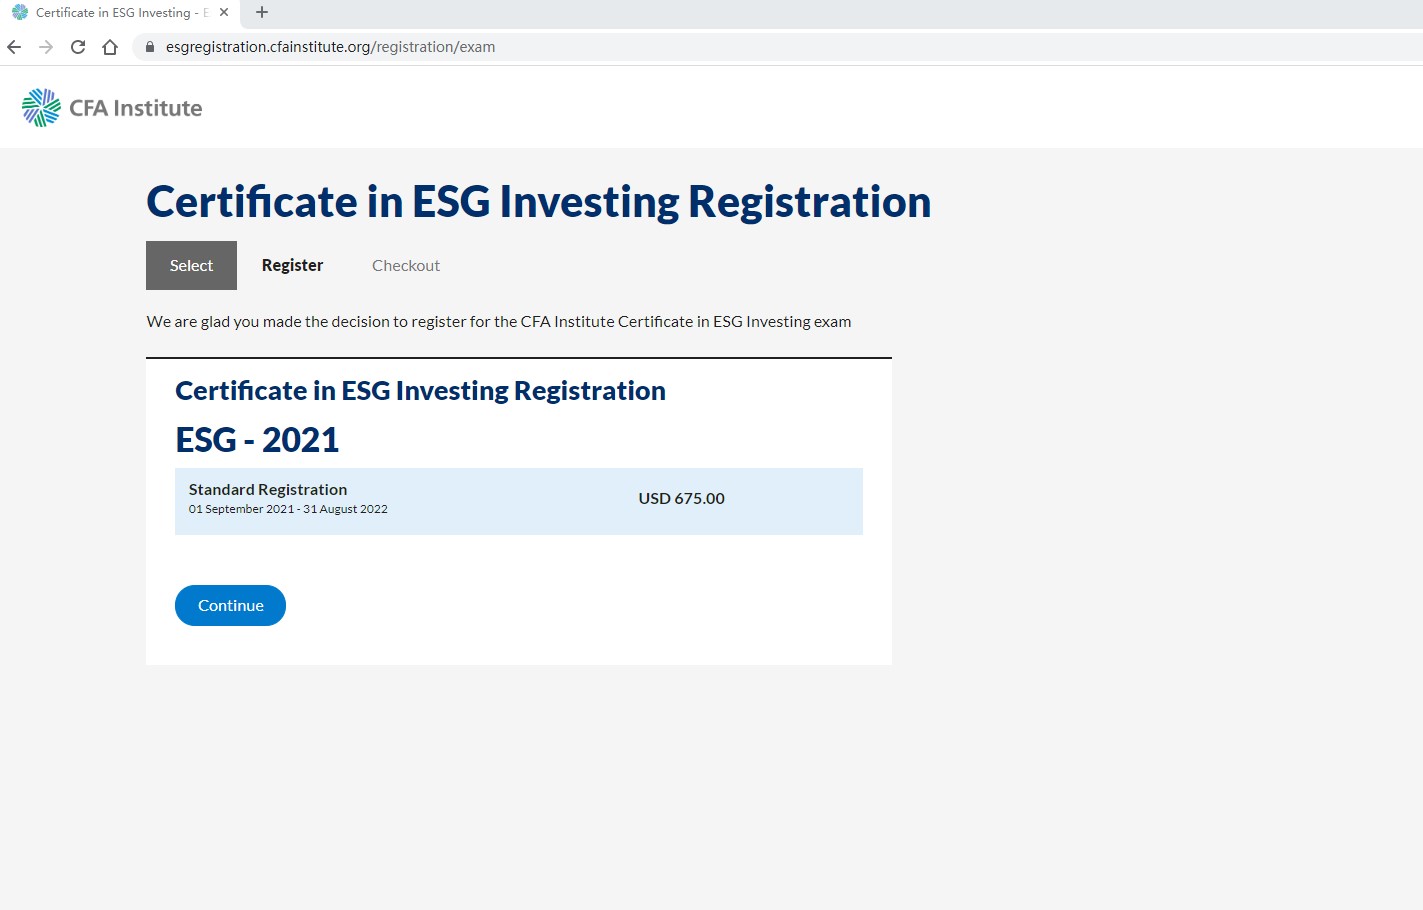 Certificate in ESG Investing - E
esgregistration.cfainstitute.org/registration/exam
CFA Institute
Certificate in ESG Investing Registration
Select Register Checkout
We are glad you made the decision to register for the CFA Institute Certificate in ESG Investing exam
Certificate in ESG Investing Registration
ESG - 2021
Standard Registration
USD 675.00
01 September 2021 - 31 August 2022
Continue